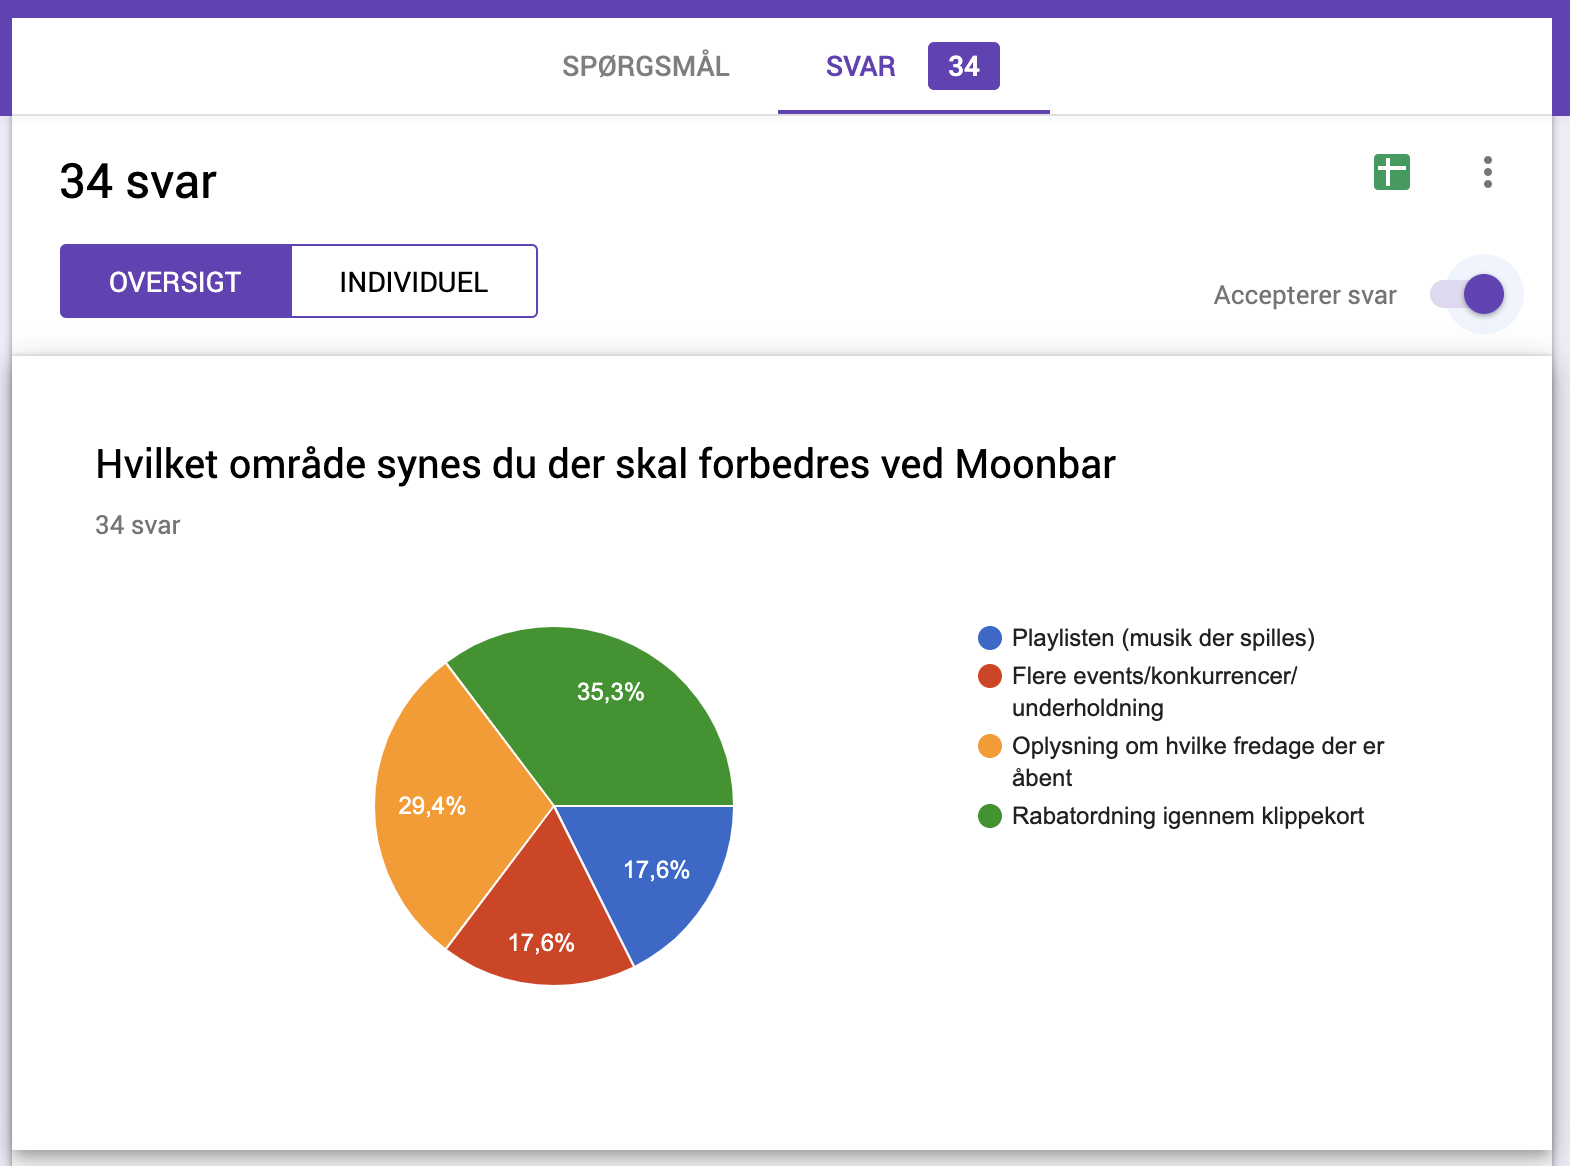 SPØRGSMÅL SVAR 34
34 svar
OVERSIGT INDIVIDUEL
Accepterer svar
Hvilket område synes du der skal forbedres ved Moonbar
34 svar
35,3%
29,4%
17,6%
17,6%
Playlisten (musik der spilles)
Flere events/konkurrencer/
underholdning
Oplysning om hvilke fredage der er
åbent
Rabatordning igennem klippekort